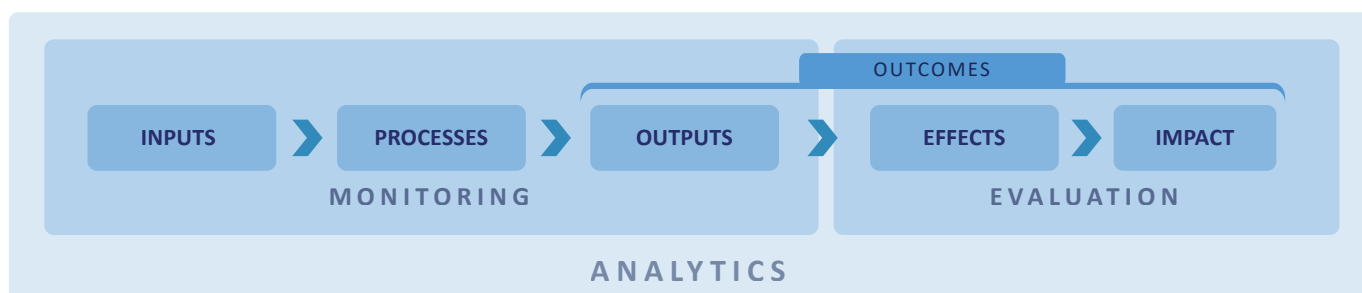 OUTCOMES
INPUTS PROCESSES OUTPUTS EFFECTS IMPACT
MONITORING EVALUATION
ANALYTICS